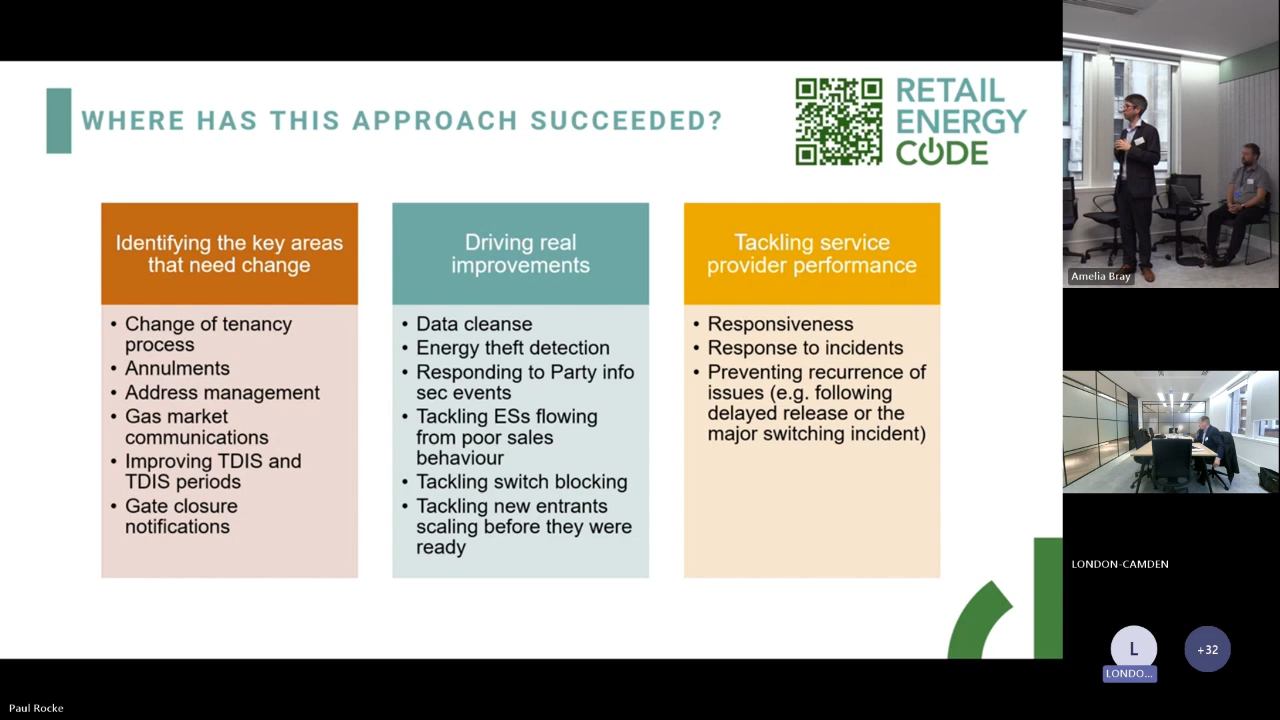 WHERE HAS THIS APPROACH SUCCEEDED?
RETAIL
ENERGY
CODE
Identifying the key areas
that need change
• Change of tenancy
process
• Annulments
• Address management
• Gas market
communications
• Improving TDIS and
TDIS periods
• Gate closure
notifications
Driving real
improvements
• Data cleanse
• Energy theft detection
• Responding to Party info
sec events
• Tackling ESs flowing
from poor sales
behaviour
• Tackling switch blocking
• Tackling new entrants
scaling before they were
ready
Tackling service
provider performance
• Responsiveness
• Response to incidents
• Preventing recurrence of
issues (e.g. following
delayed release or the
major switching incident)
Amelia Bray
LONDON-CAMDEN
L
LONDO...
+32
Paul Rocke